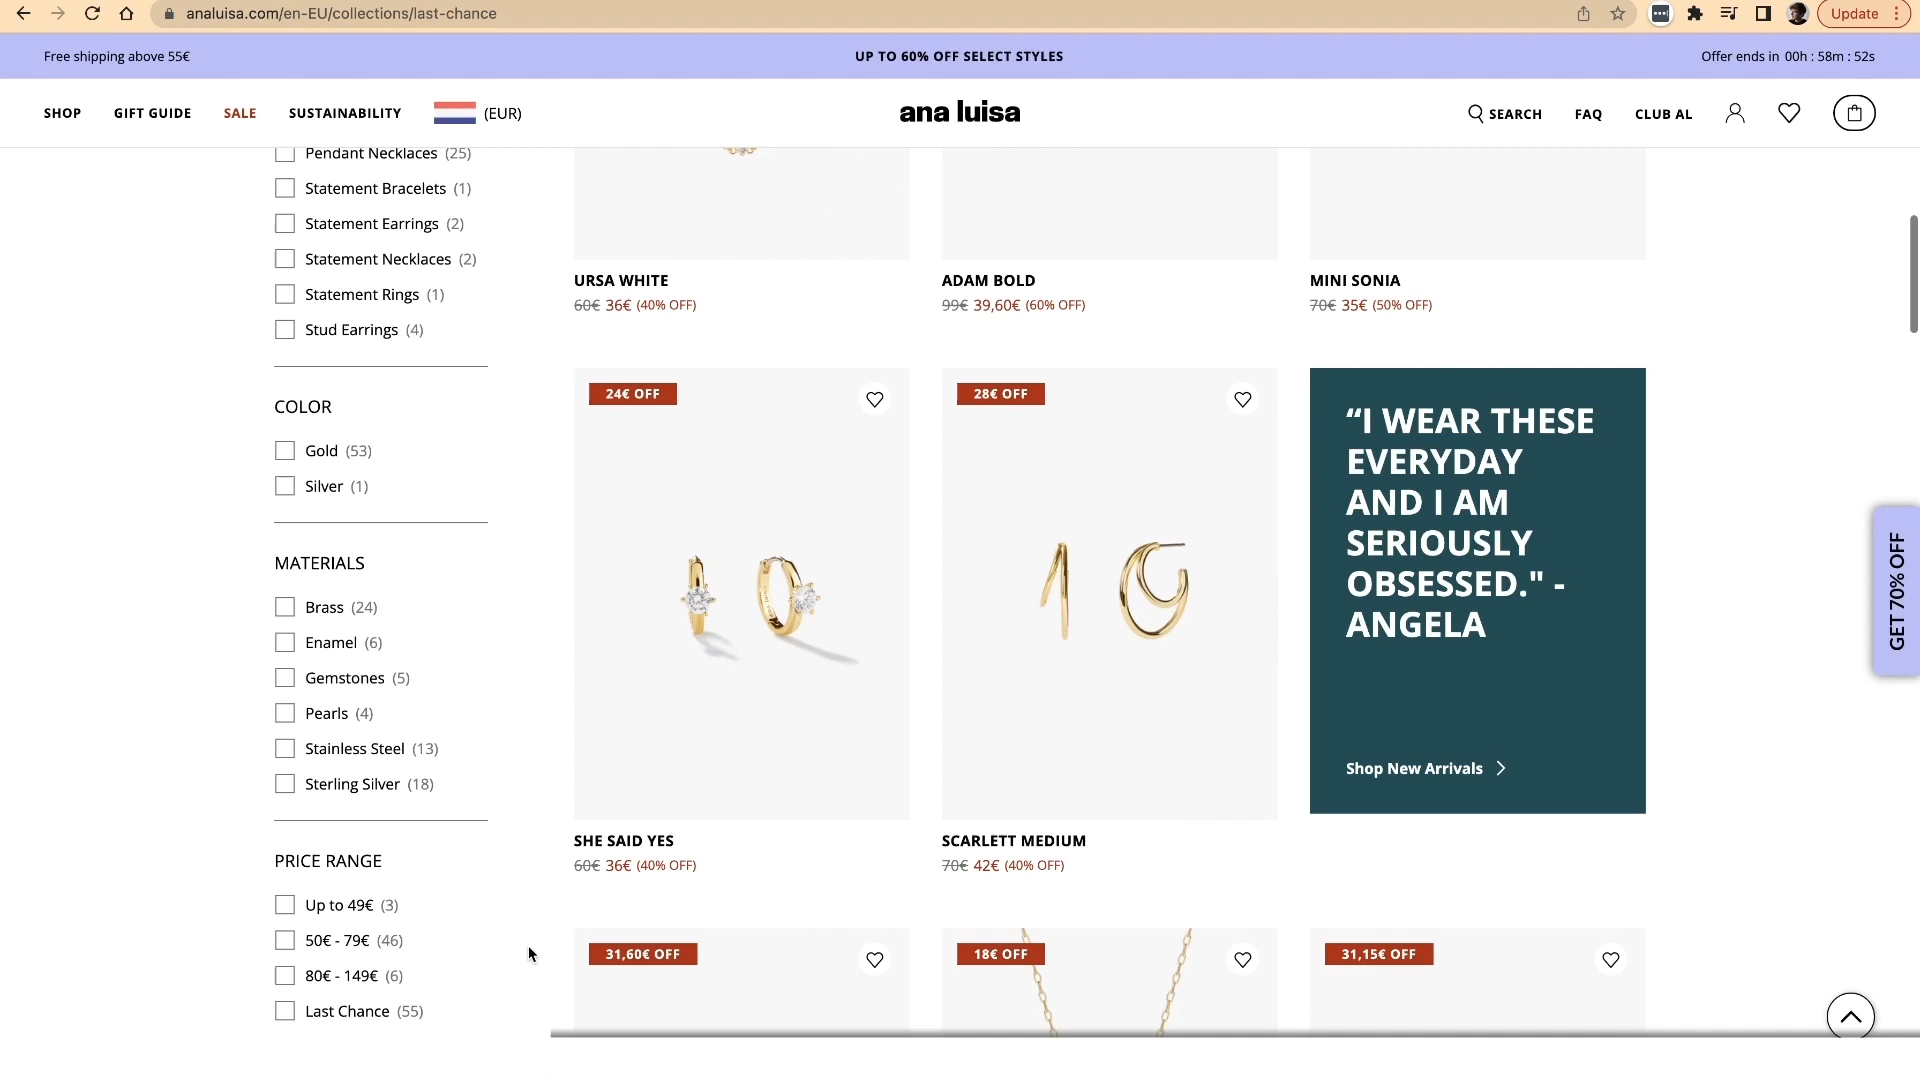 analuisa.com/en-EU/collections/last-chance
Update
Free shipping above 55€
UP TO 60% OFF SELECT STYLES
Offer ends in 00h : 58m : 52s
SHOP
GIFT GUIDE
SALE
SUSTAINABILITY
(EUR)
ana luisa
SEARCH
FAQ
CLUB AL
Pendant Necklaces (25)
Statement Bracelets (1)
Statement Earrings (2)
Statement Necklaces (2)
Statement Rings (1)
Stud Earrings (4)
COLOR
Gold (53)
Silver (1)
MATERIALS
Brass (24)
Enamel (6)
Gemstones (5)
Pearls (4)
Stainless Steel (13)
Sterling Silver (18)
PRICE RANGE
Up to 49€ (3)
50€ - 79€ (46)
80€ - 149€ (6)
Last Chance (55)
URSA WHITE
60€ 36€ (40% OFF)
ADAM BOLD
99€ 39,60€ (60% OFF)
MINI SONIA
70€ 35€ (50% OFF)
24€ OFF
SHE SAID YES
60€ 36€ (40% OFF)
28€ OFF
SCARLETT MEDIUM
70€ 42€ (40% OFF)
“I WEAR THESE
EVERYDAY
AND I AM
SERIOUSLY
OBSESSED." -
ANGELA
Shop New Arrivals
31,60€ OFF
18€ OFF
31,15€ OFF
GET 70% OFF